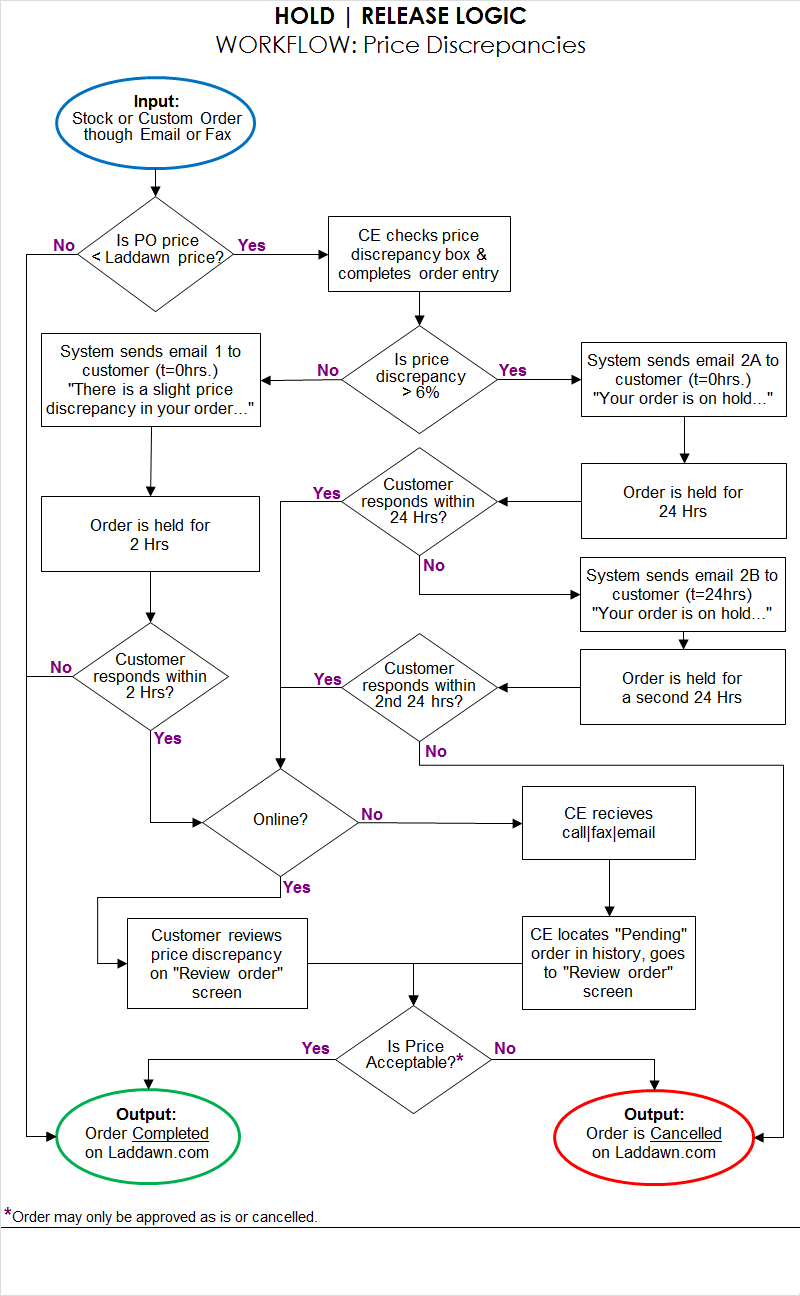 HOLD | RELEASE LOGIC
WORKFLOW: Price Discrepancies
Input:
Stock or Custom Order
though Email or Fax
Is PO price
< Laddawn price?
No
Yes
CE checks price
discrepancy box &
completes order entry
Is price
discrepancy
> 6%
No
Yes
System sends email 1 to
customer (t=0hrs.)
"There is a slight price
discrepancy in your order..."
System sends email 2A to
customer (t=0hrs.)
"Your order is on hold..."
Order is held for
2 Hrs
Customer
responds within
24 Hrs?
Yes
No
Order is held for
24 Hrs
System sends email 2B to
customer (t=24hrs)
"Your order is on hold..."
Customer
responds within
2 Hrs?
No
Yes
Customer
responds within
2nd 24 hrs?
Yes
No
Order is held for
a second 24 Hrs
Online?
No
Yes
CE recieves
call|fax|email
Customer reviews
price discrepancy
on "Review order"
screen
CE locates "Pending"
order in history, goes
to "Review order"
screen
Is Price
Acceptable?*
Yes
No
Output:
Order Completed
on Laddawn.com
Output:
Order is Cancelled
on Laddawn.com
*Order may only be approved as is or cancelled.